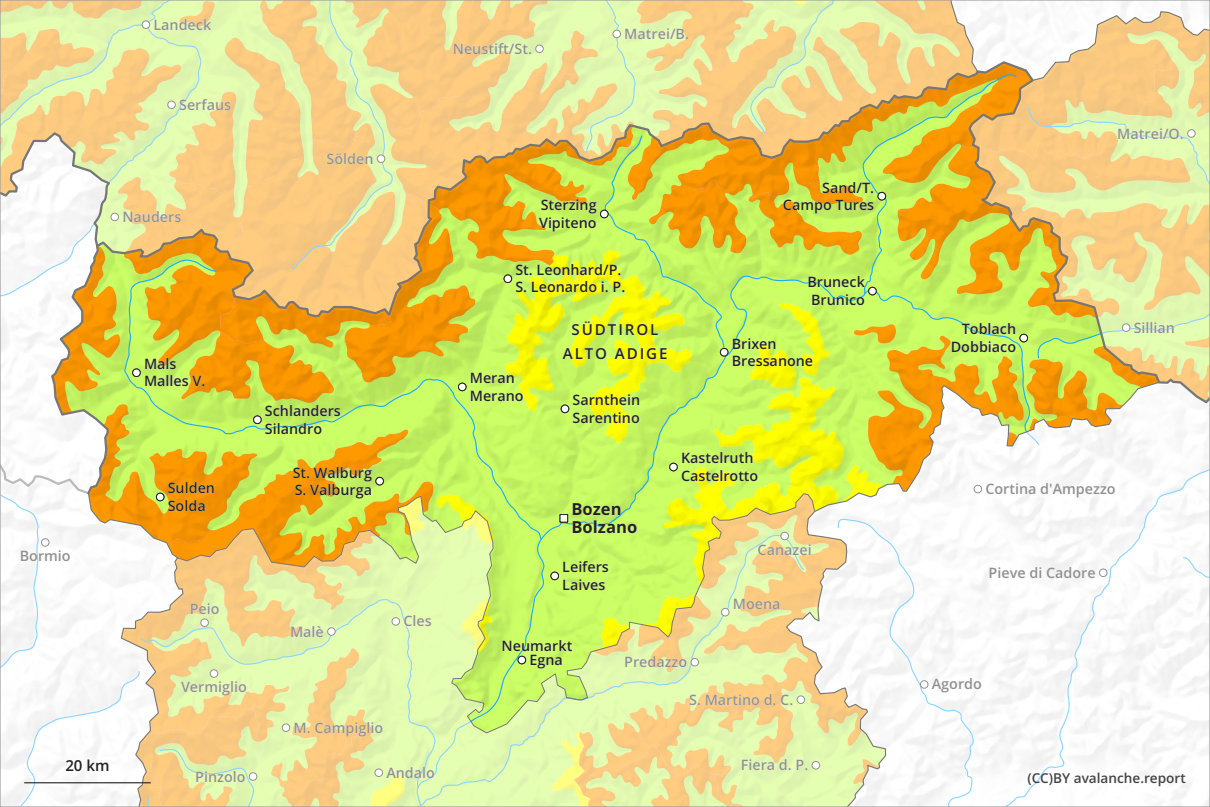 Landeck
Matrei/B.
Neustift/St.
Serfaus
Matrei/O.
Sölden
Sand/T.
Campo Tures
Sterzing
Vipiteno
Nauders
St. Leonhard/P.
S. Leonardo i. P.
Bruneck
Brunico
SÜDTIROL
ALTO ADIGE
Toblach
Dobbiaco
Sillian
Brixen
Bressanone
Mals
Malles V.
Meran
Merano
Sarnthein
Sarentino
Schlanders
Silandro
Kastelruth
Castelrotto
St. Walburg
S. Valburga
Sulden
Solda
Cortina d'Ampezzo
Bozen
Bolzano
Bormio
Canazei
Leifers
Laives
Pieve di Cadore
Peio
Moena
Cles
Malè
Neumarkt
Egna
Predazzo
Vermiglio
Agordo
S. Martino d. C.
M. Campiglio
20 km
Pinzolo
Andalo
Fiera d. P.
(CC)BY avalanche.report